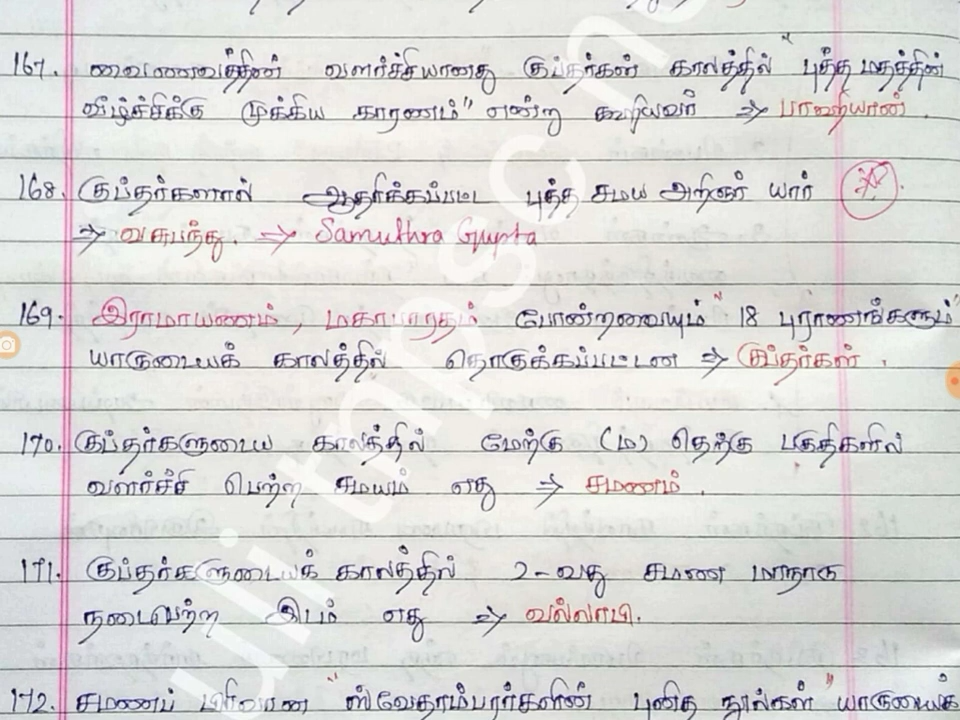 167. வைணவத்தின் வளர்ச்சியானது குப்தர்கள் காலத்தில் "புத்த மதத்தின்
வீழ்ச்சிக்கு முக்கிய காரணம்" என்று கூறியவர் ⇒ பாஹியான்.
168. குப்தர்களால் ஆதரிக்கப்பட்ட புத்த சமய அறிஞர் யார்
⇒ வசுபந்து. ⇒ Samuthra Gupta
169. இராமாயணம், மகாபாரதம் போன்றவையும் "18 புராணங்களும்"
யாருடையக் காலத்தில் தொகுக்கப்பட்டன ⇒ குப்தர்கள்.
170. குப்தர்களுடைய காலத்தில் மேற்கு (ம) தெற்கு பகுதிகளில்
வளர்ச்சி பெற்ற சமயம் எது ⇒ சமணம்.
171. குப்தர்களுடையக் காலத்தில் 2-வது சமண மாநாடு
நடைபெற்ற இடம் எது ⇒ வல்லாபி.
172. சமணப் பிரிவான "ஸ்வேதாம்பரர்களின் புனித நூல்கள்" யாருடையக்